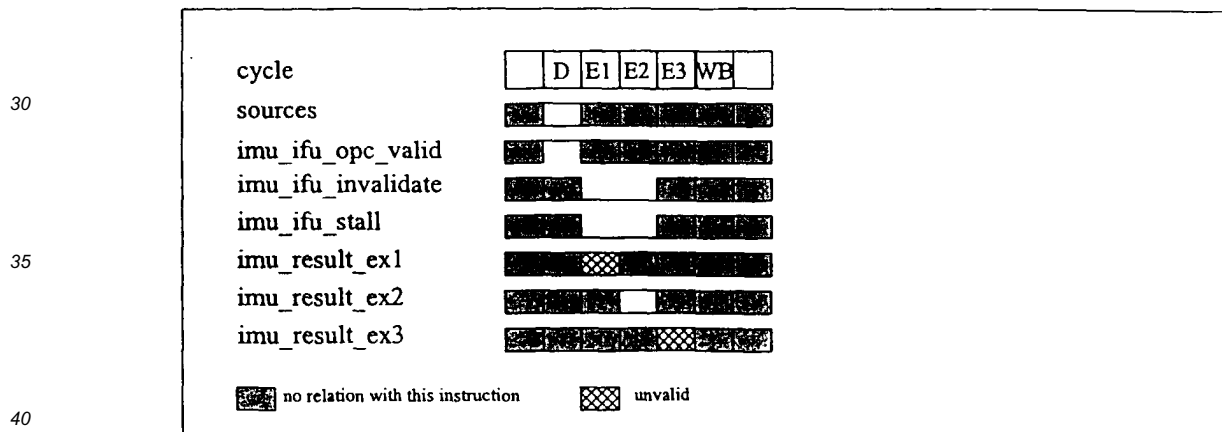 cycle D E1 E2 E3 WB
30
sources
imu_ifu_opc_valid
imu_ifu_invalidate
imu_ifu_stall
35
imu_result_ex1
imu_result_ex2
imu_result_ex3
no relation with this instruction unvalid
40